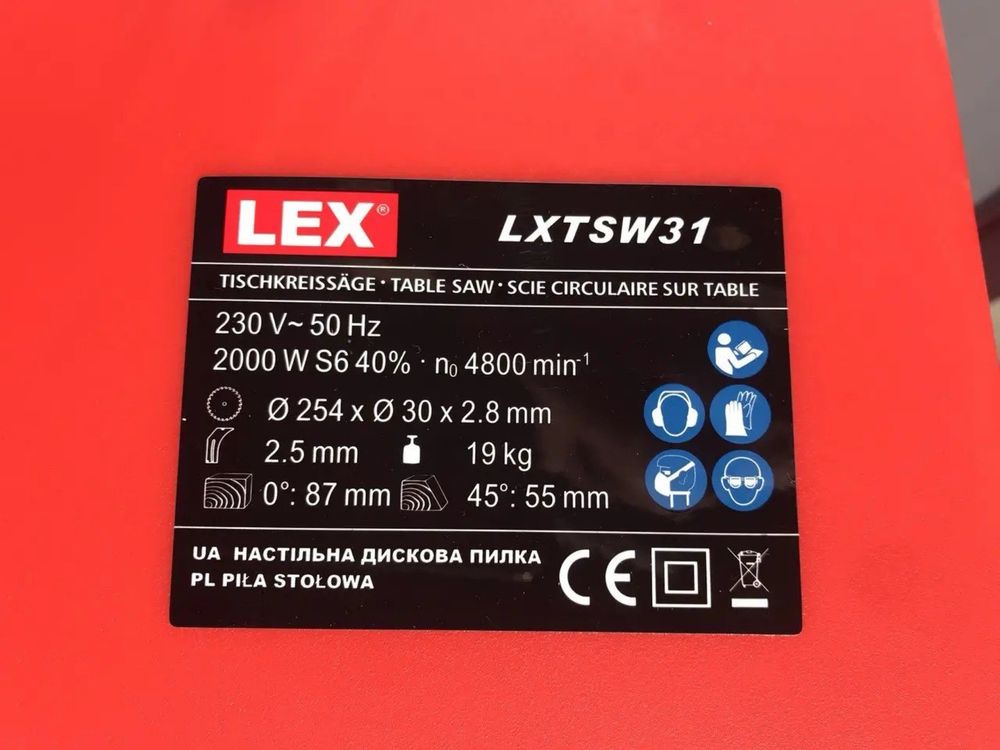 LEX®
LXTSW31
TISCHKREISSÄGE · TABLE SAW · SCIE CIRCULAIRE SUR TABLE
230 V~ 50 Hz
2000 W S6 40% · n₀ 4800 min⁻¹
Ø 254 x Ø 30 x 2.8 mm
2.5 mm 19 kg
0°: 87 mm 45°: 55 mm
UA НАСТІЛЬНА ДИСКОВА ПИЛКА
PL PIŁA STOŁOWA
CE